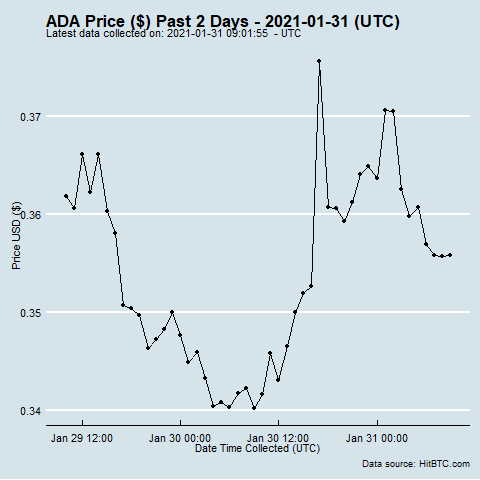 ADA Price ($) Past 2 Days - 2021-01-31 (UTC)
Latest data collected on: 2021-01-31 09:01:55 - UTC
0.37
0.36
0.35
0.34
Price USD ($)
Jan 29 12:00
Jan 30 00:00
Jan 30 12:00
Jan 31 00:00
Date Time Collected (UTC)
Data source: HitBTC.com